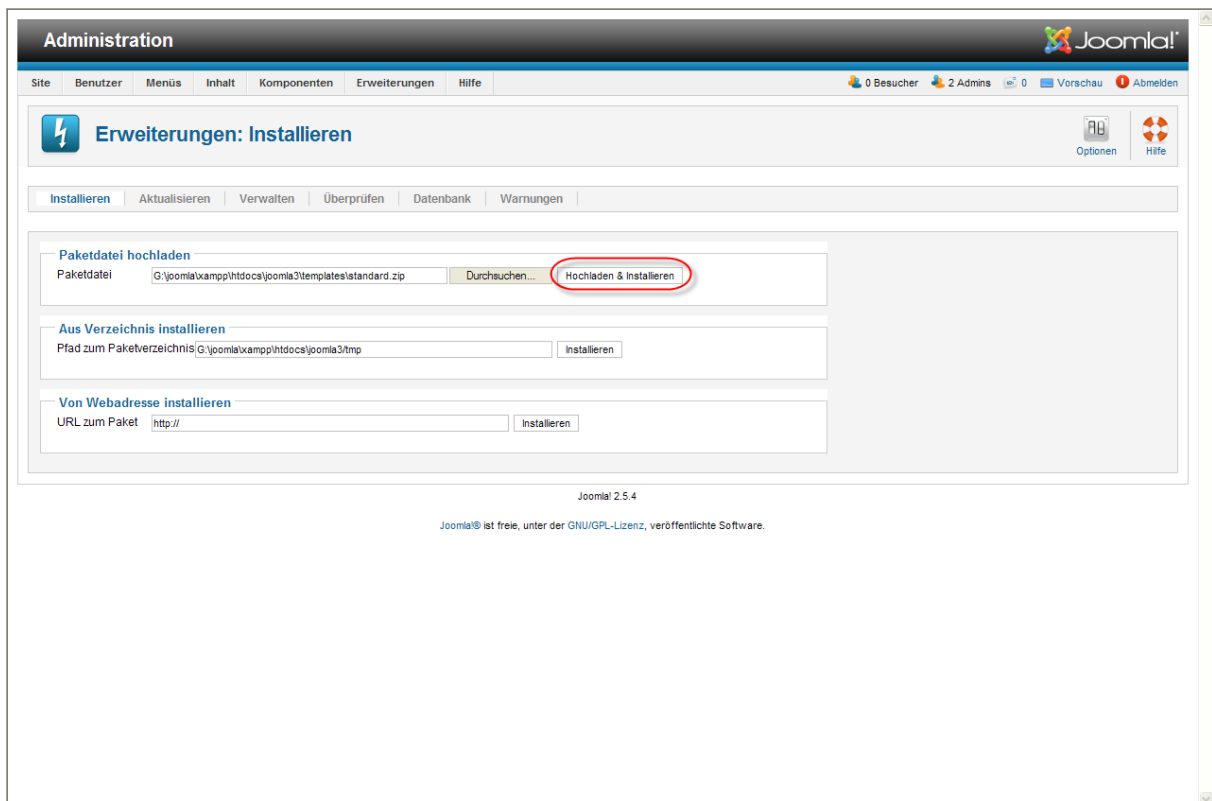 Administration
Joomla!
Site Benutzer Menüs Inhalt Komponenten Erweiterungen Hilfe
0 Besucher 2 Admins 0 Vorschau Abmelden
Erweiterungen: Installieren
Optionen Hilfe
Installieren Aktualisieren Verwalten Überprüfen Datenbank Warnungen
Paketdatei hochladen
Paketdatei G:\joomla\xampp\htdocs\joomla3\templates\standard.zip Durchsuchen... Hochladen & Installieren
Aus Verzeichnis installieren
Pfad zum Paketverzeichnis G:\joomla\xampp\htdocs\joomla3/tmp Installieren
Von Webadresse installieren
URL zum Paket http:// Installieren
Joomla! 2.5.4
Joomla!® ist freie, unter der GNU/GPL-Lizenz, veröffentlichte Software.